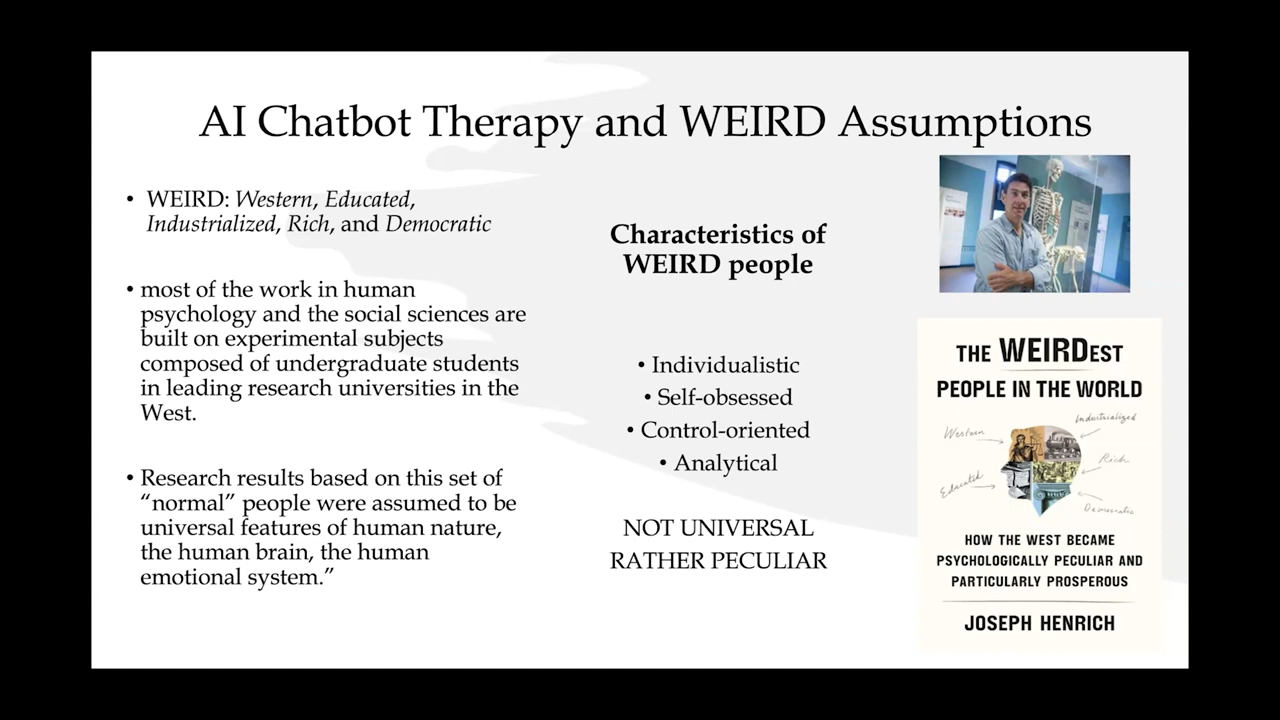 AI Chatbot Therapy and WEIRD Assumptions
• WEIRD: Western, Educated,
Industrialized, Rich, and Democratic
• most of the work in human
psychology and the social sciences are
built on experimental subjects
composed of undergraduate students
in leading research universities in the
West.
• Research results based on this set of
“normal” people were assumed to be
universal features of human nature,
the human brain, the human
emotional system.”
Characteristics of
WEIRD people
• Individualistic
• Self-obsessed
• Control-oriented
• Analytical
NOT UNIVERSAL
RATHER PECULIAR
THE WEIRDEST
PEOPLE IN THE WORLD
Western
Industrialized
Rich
Educated
Democratic
HOW THE WEST BECAME
PSYCHOLOGICALLY PECULIAR AND
PARTICULARLY PROSPEROUS
JOSEPH HENRICH